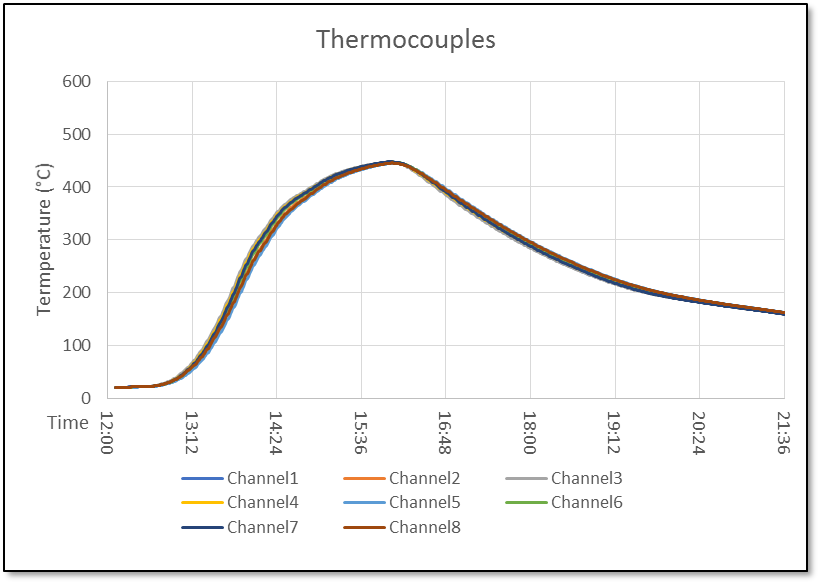 Thermocouples
600
500
400
300
200
100
0
Termperature (°C)
Time
12:00
13:12
14:24
15:36
16:48
18:00
19:12
20:24
21:36
Channel1 Channel2 Channel3
Channel4 Channel5 Channel6
Channel7 Channel8